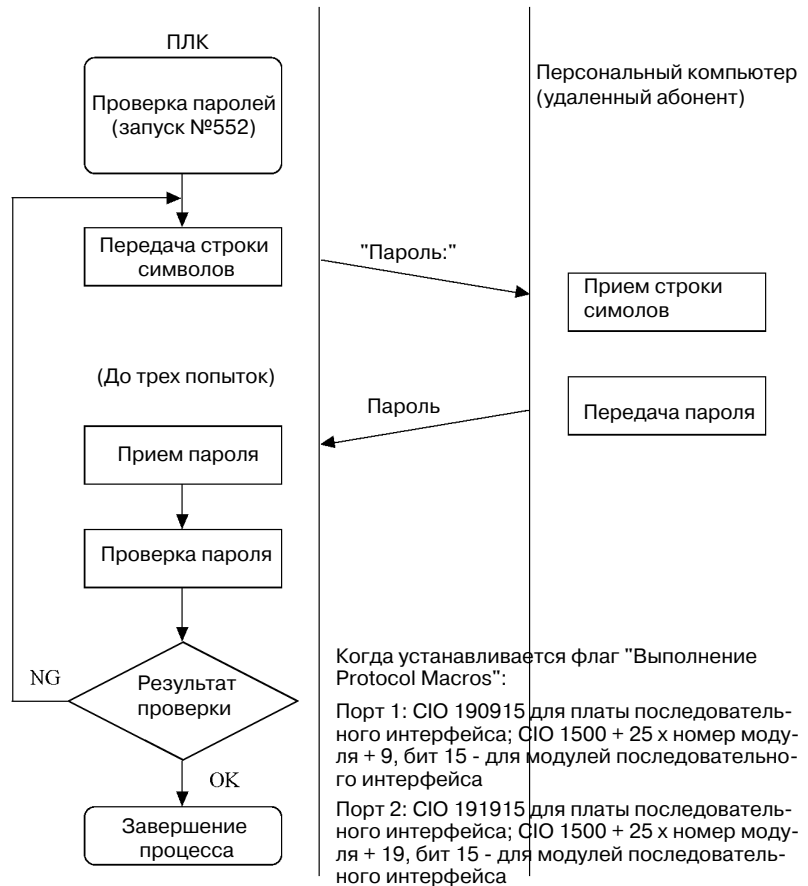 ПЛК
Персональный компьютер
(удаленный абонент)
Проверка паролей
(запуск №552)
Передача строки
символов
"Пароль:"
Прием строки
симолов
(До трех попыток)
Пароль
Передача пароля
Прием пароля
Проверка пароля
Результат
проверки
NG
OK
Завершение
процесса
Когда устанавливается флаг "Выполнение
Protocol Macros":
Порт 1: CIO 190915 для платы последователь-
ного интерфейса; CIO 1500 + 25 x номер моду-
ля + 9, бит 15 - для модулей последовательно-
го интерфейса
Порт 2: CIO 191915 для платы последователь-
ного интерфейса; CIO 1500 + 25 x номер моду-
ля + 19, бит 15 - для модулей последователь-
ного интерфейса